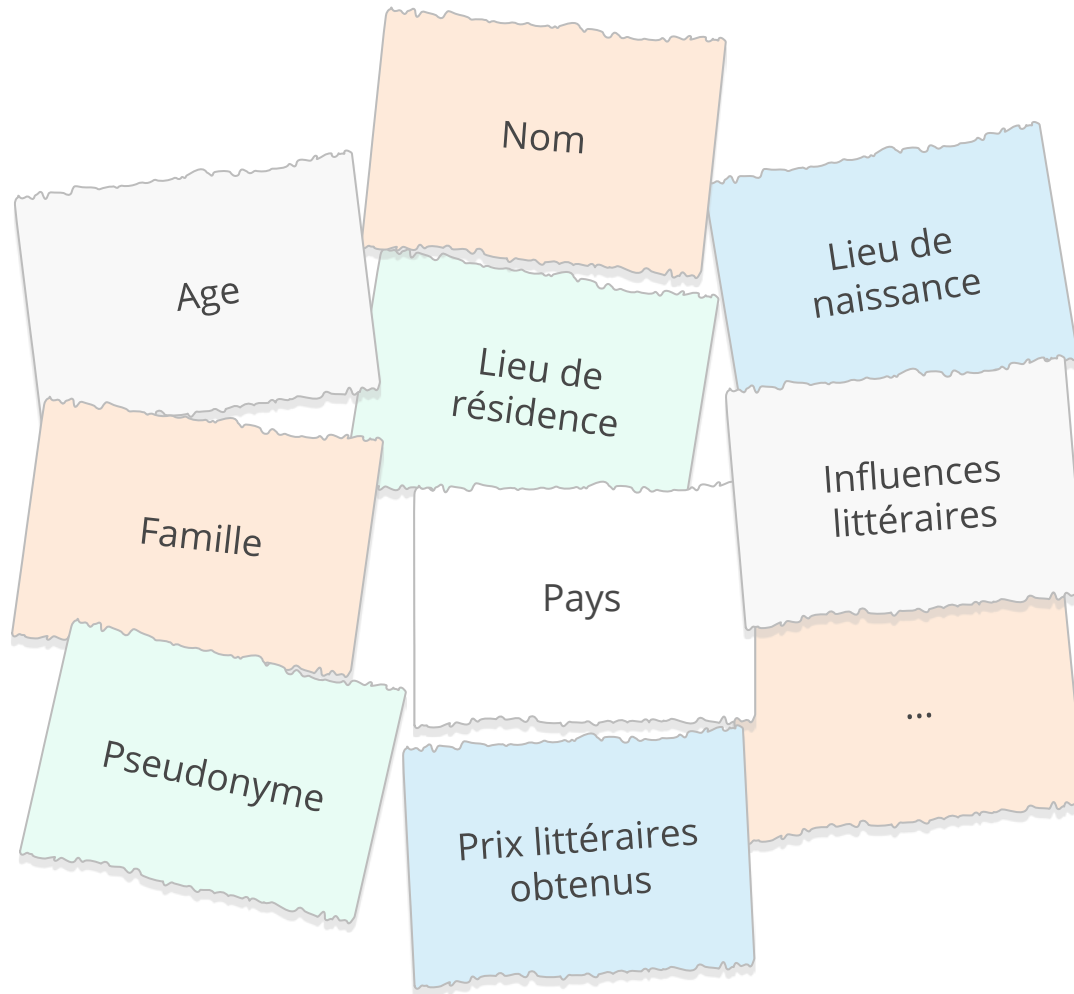 Nom
Lieu de
naissance
Age
Lieu de
résidence
Influences
littéraires
Famille
Pays
...
Pseudonyme
Prix littéraires
obtenus